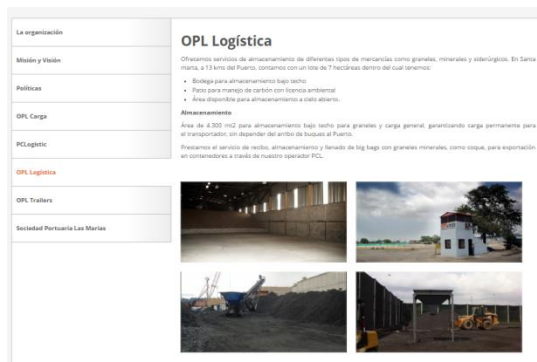 La organización
Misión y Visión
Políticas
OPL Carga
PCLogistic
OPL Logística
OPL Trailers
Sociedad Portuaria Las Marías
OPL Logística
Ofrecemos servicios de almacenamiento de diferentes tipos de mercancías como graneles, minerales y siderúrgicos. En Santa
marta, a 13 kms del Puerto, contamos con un lote de 7 hectáreas dentro del cual tenemos:
Bodega para almacenamiento bajo techo
Patio para manejo de carbón con licencia ambiental
Área disponible para almacenamiento a cielo abierto.
Almacenamiento
Área de 4.300 mt2 para almacenamiento bajo techo para graneles y carga general, garantizando carga permanente para
el transportador, sin depender del arribo de buques al Puerto.
Prestamos el servicio de recibo, almacenamiento y llenado de big bags con graneles minerales, como coque, para exportación
en contenedores a través de nuestro operador PCL.